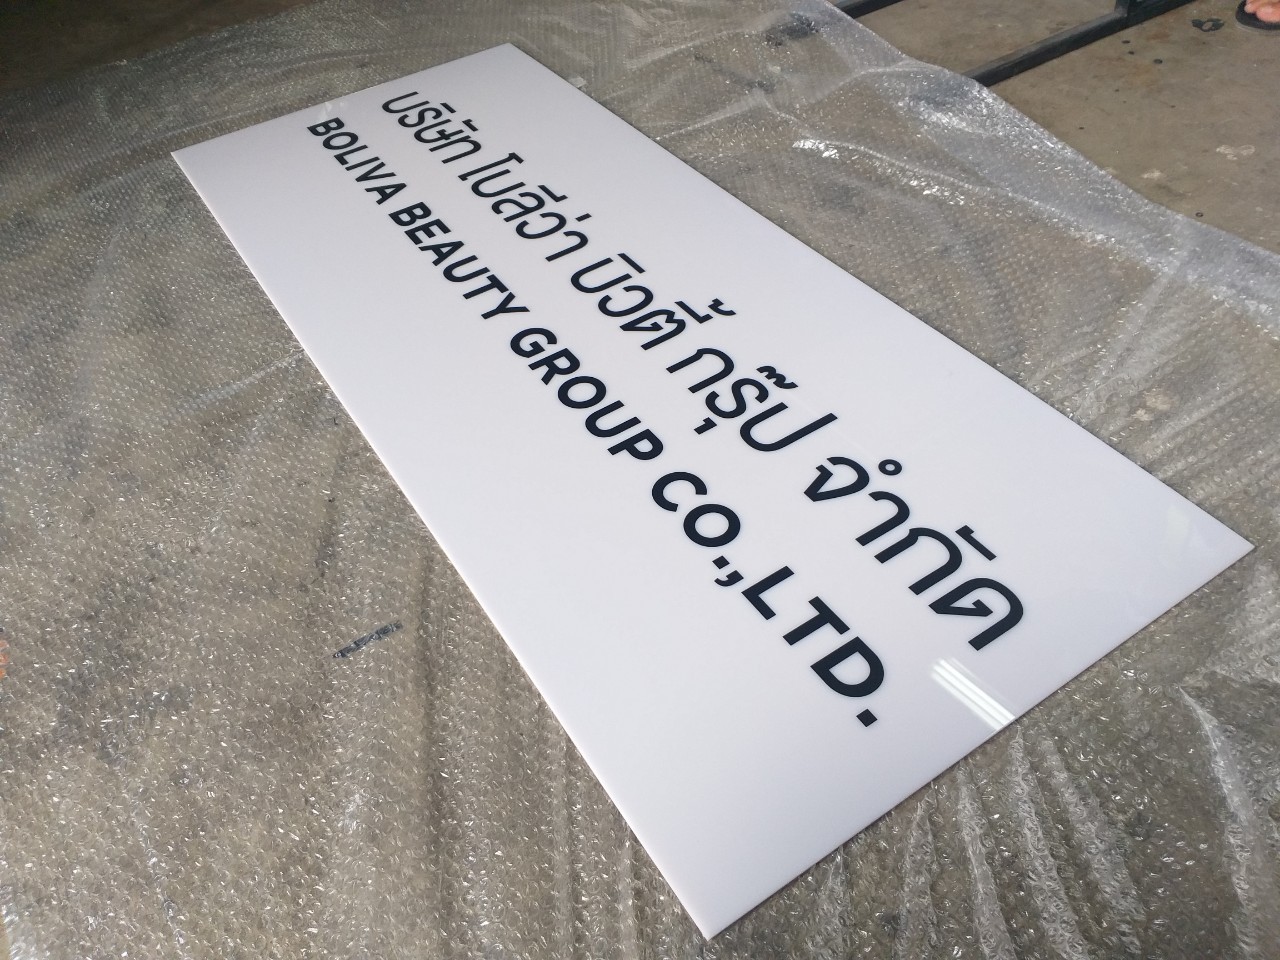 บริษัท โบลีว่า บิวตี้ กรุ๊ป จำกัด
BOLIVA BEAUTY GROUP CO.,LTD.